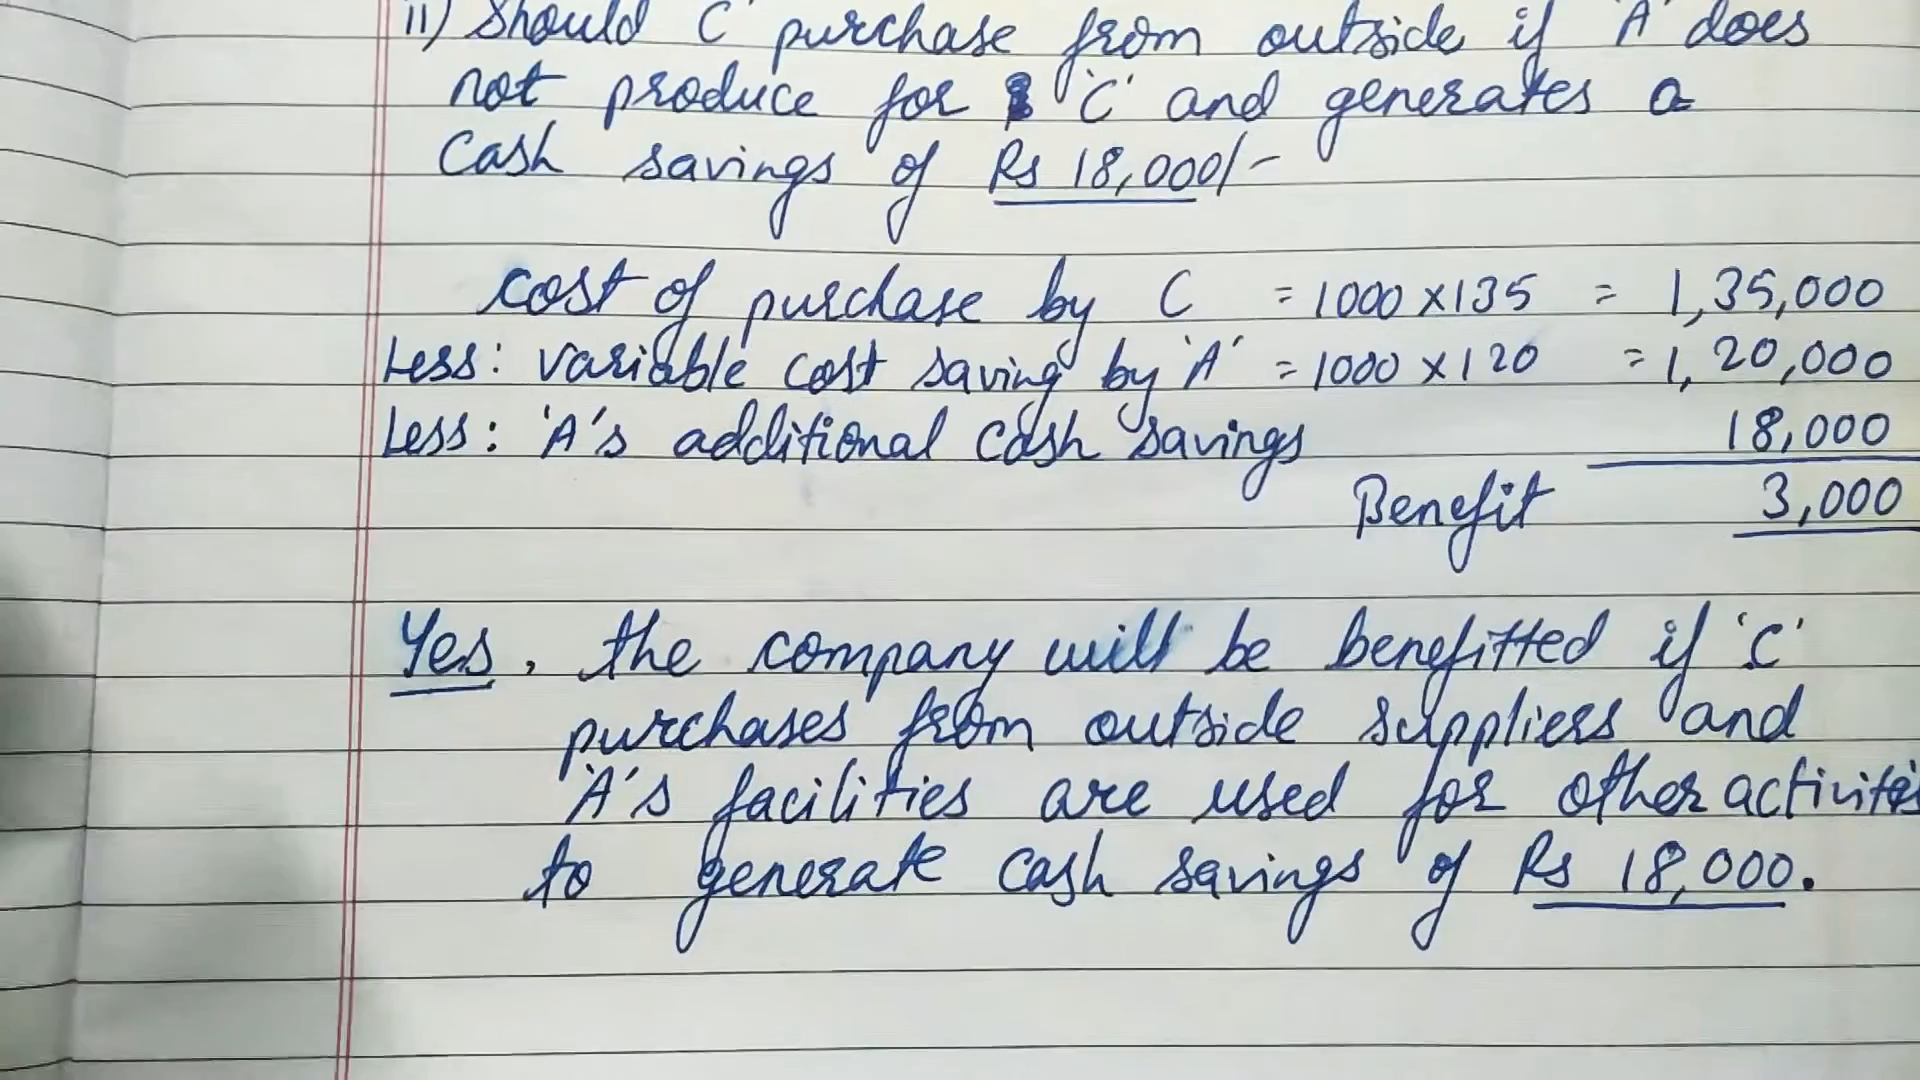 ii) Should 'C' purchase from outside if 'A' does
not produce for 'C' and generates a
cash savings of Rs 18,000/-
cost of purchase by C = 1000 x 135 = 1,35,000
Less: variable cost saving by 'A' = 1000 x 120 = 1,20,000
Less: 'A's additional cash savings 18,000
Benefit 3,000
Yes, the company will be benefitted if 'C'
purchases from outside suppliers and
'A's facilities are used for other activities
to generate cash savings of Rs 18,000.